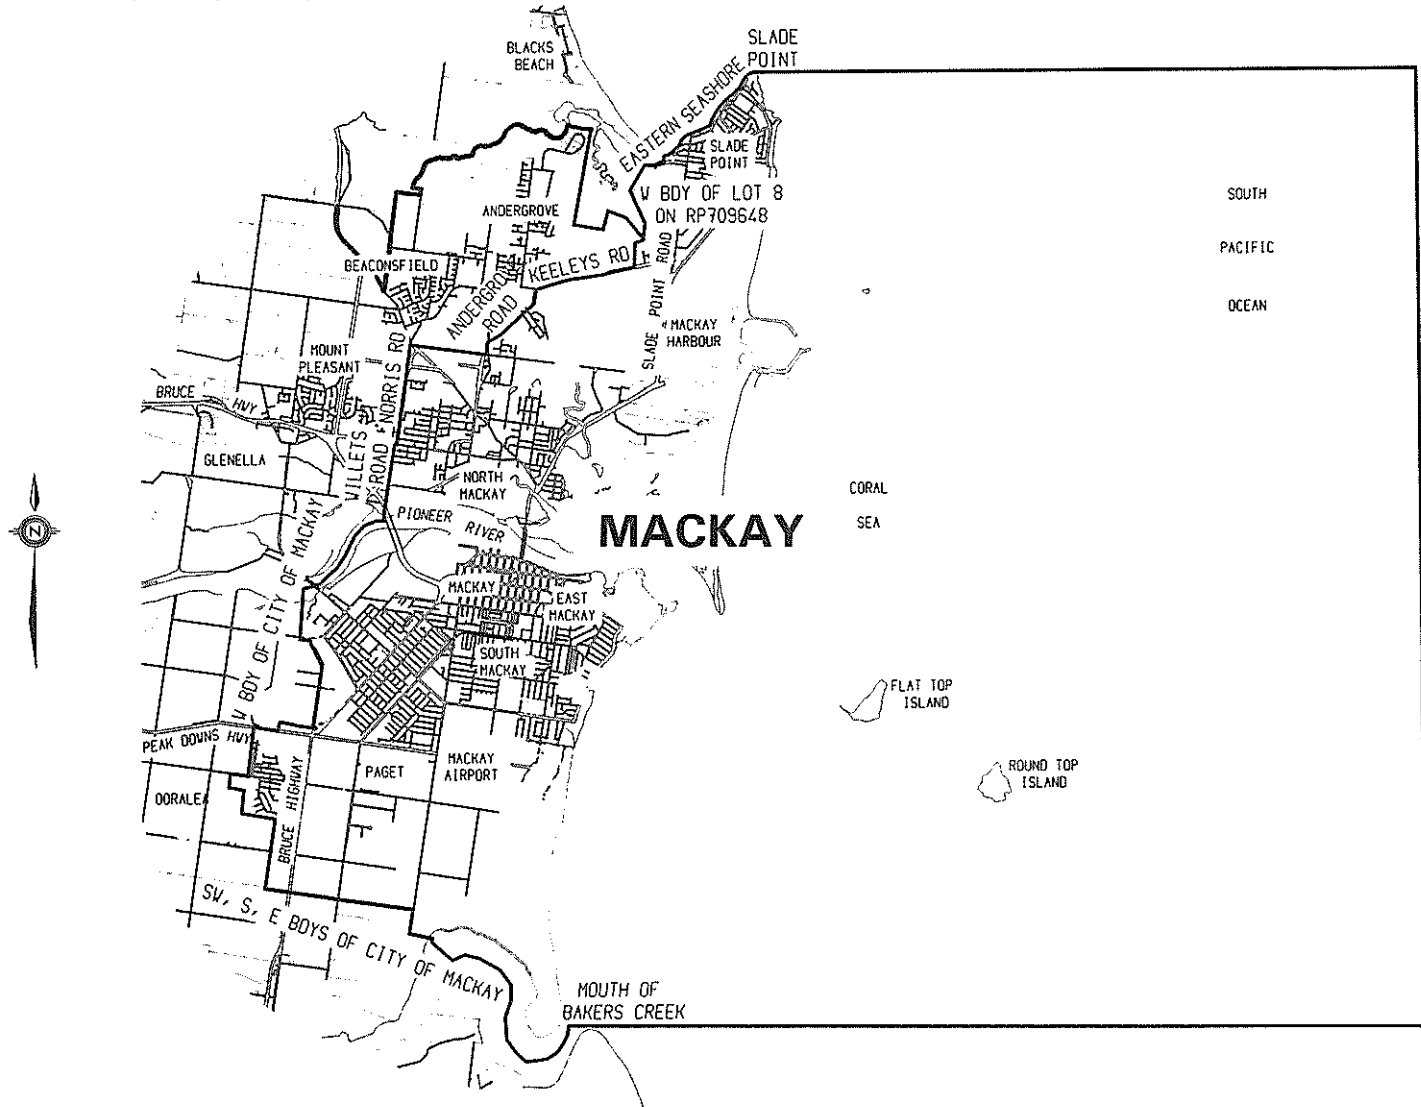 SLADE
POINT
BLACKS
BEACH
EASTERN SEASHORE
SLADE
POINT
W BDY OF LOT 8
ON RP709648
SOUTH
PACIFIC
OCEAN
ANDERGROVE
BEACONSFIELD
KEELEYS RD
ANDERGROVE
ROAD
SLADE POINT ROAD
MACKAY
HARBOUR
MOUNT
PLEASANT
NORRIS RD
BRUCE HWY
WILLETS
ROAD
GLENELLA
NORTH
MACKAY
PIONEER RIVER
MACKAY
CORAL
SEA
N
W BDY OF CITY OF MACKAY
MACKAY
EAST
MACKAY
SOUTH
MACKAY
FLAT TOP
ISLAND
PEAK DOWNS HWY
MACKAY
AIRPORT
PAGET
ROUND TOP
ISLAND
OORALEA
BRUCE HIGHWAY
SW, S, E BDYS OF CITY OF MACKAY
MOUTH OF
BAKERS CREEK